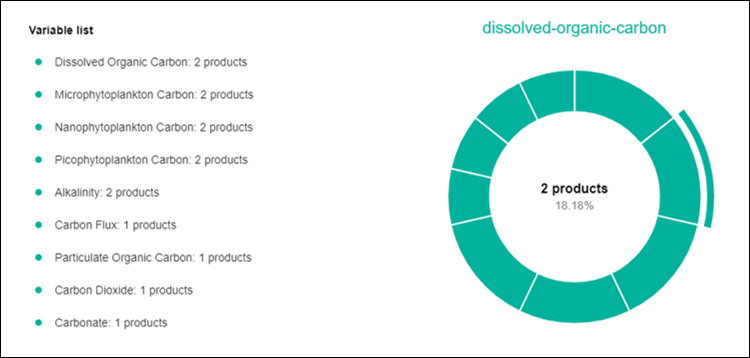 Variable list
Dissolved Organic Carbon: 2 products
Microphytoplankton Carbon: 2 products
Nanophytoplankton Carbon: 2 products
Picophytoplankton Carbon: 2 products
Alkalinity: 2 products
Carbon Flux: 1 products
Particulate Organic Carbon: 1 products
Carbon Dioxide: 1 products
Carbonate: 1 products
dissolved-organic-carbon
2 products
18.18%